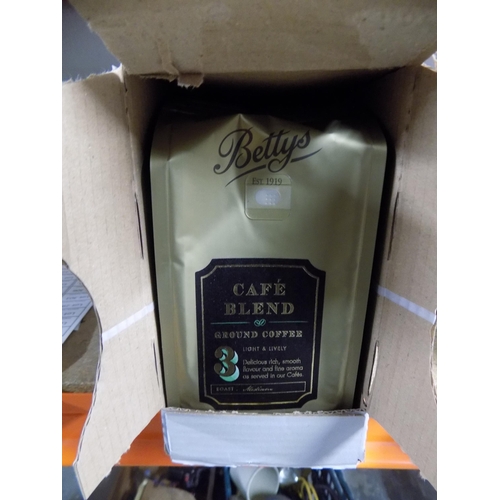 Bettys
Est. 1919
CAFÉ
BLEND
GROUND COFFEE
3
LIGHT & LIVELY
Delicious rich, smooth
flavour and fine aroma
as served in our Cafés.
ROAST Medium